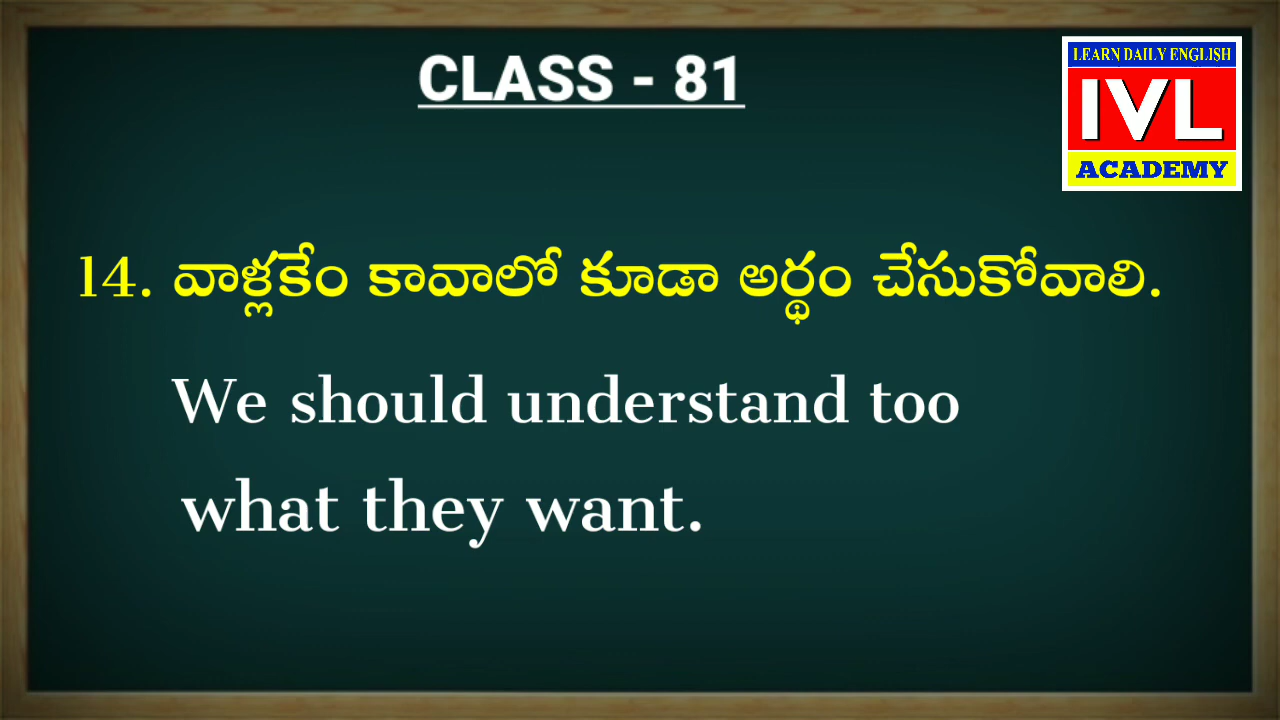 CLASS - 81
LEARN DAILY ENGLISH
IVL
ACADEMY
14. వాళ్లకేం కావాలో కూడా అర్థం చేసుకోవాలి.
We should understand too
what they want.